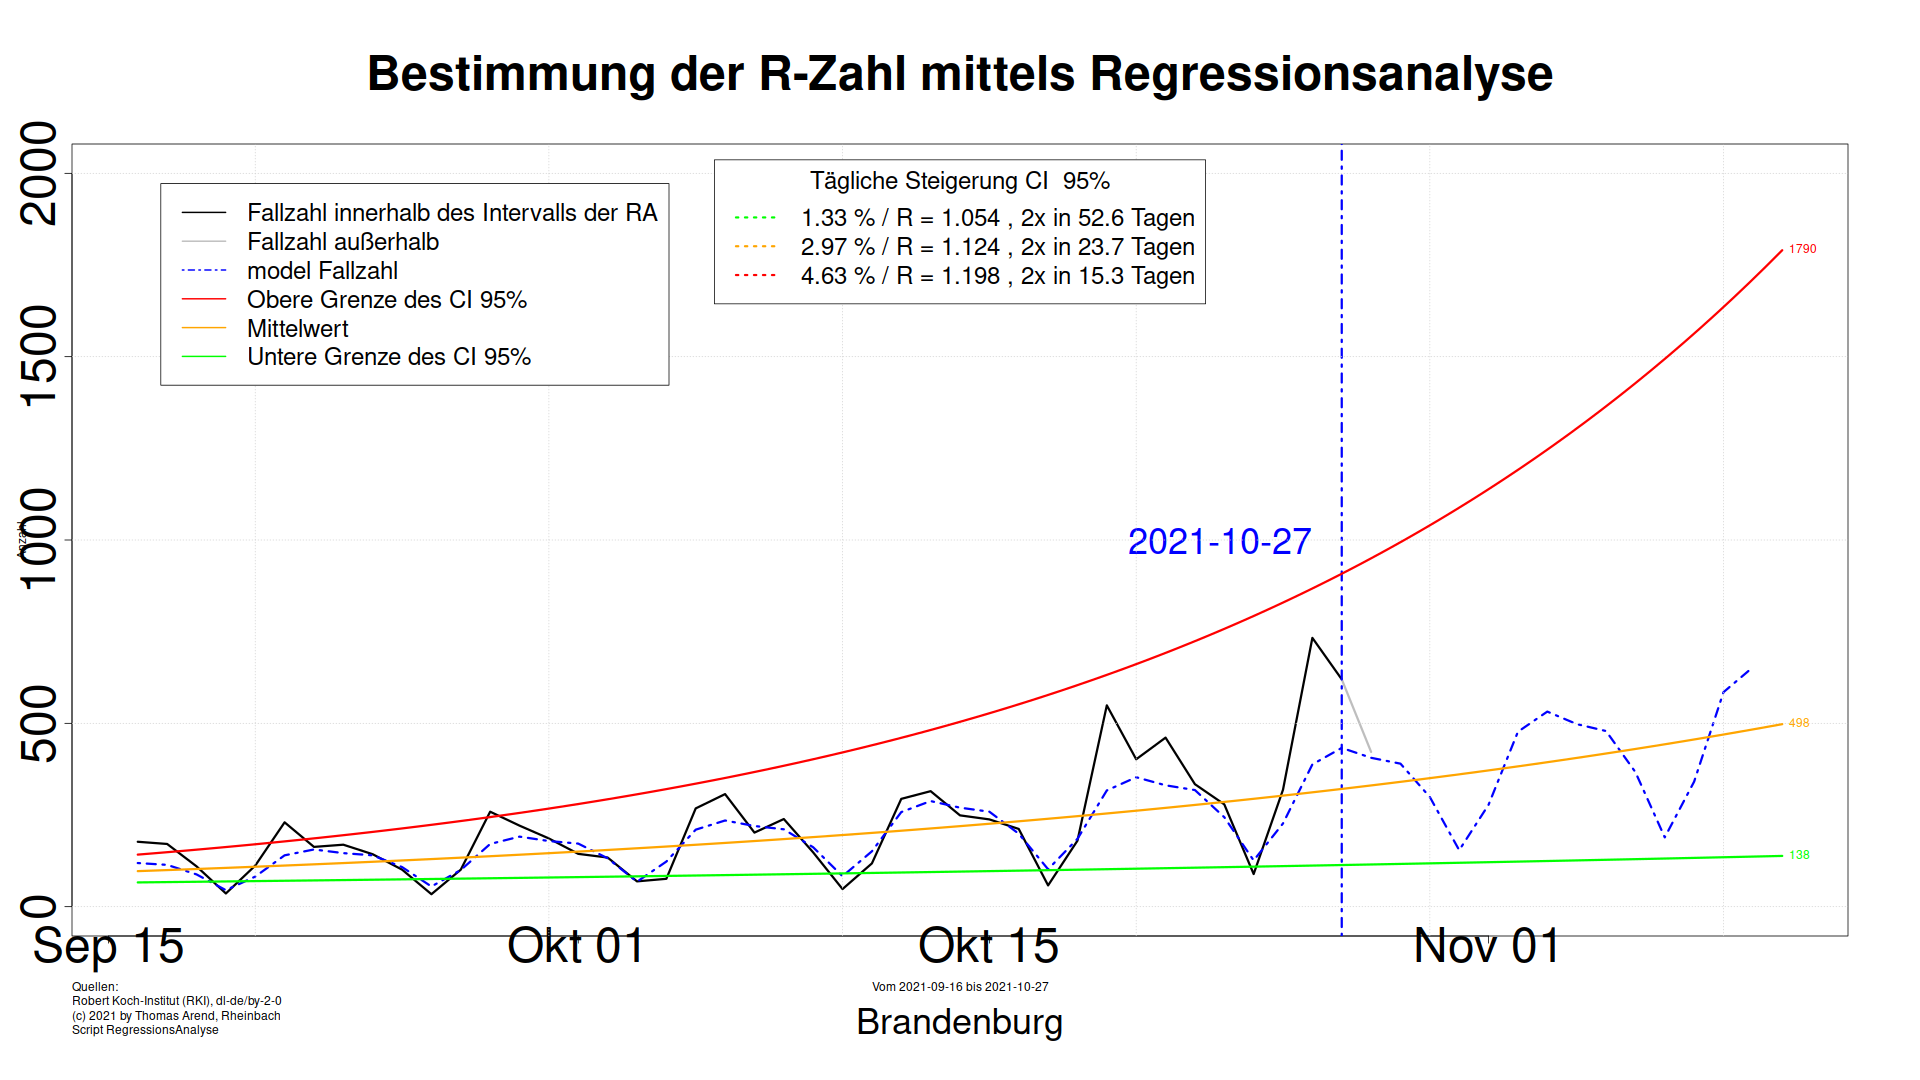 Bestimmung der R-Zahl mittels Regressionsanalyse
Fallzahl innerhalb des Intervalls der RA
Fallzahl außerhalb
model Fallzahl
Obere Grenze des CI 95%
Mittelwert
Untere Grenze des CI 95%
Tägliche Steigerung CI 95%
1.33 % / R = 1.054 , 2x in 52.6 Tagen
2.97 % / R = 1.124 , 2x in 23.7 Tagen
4.63 % / R = 1.198 , 2x in 15.3 Tagen
2000
1500
1000
500
0
Anzahl
2021-10-27
1790
498
138
Sep 15
Okt 01
Okt 15
Nov 01
Quellen:
Robert Koch-Institut (RKI), dl-de/by-2-0
(c) 2021 by Thomas Arend, Rheinbach
Script RegressionsAnalyse
Vom 2021-09-16 bis 2021-10-27
Brandenburg